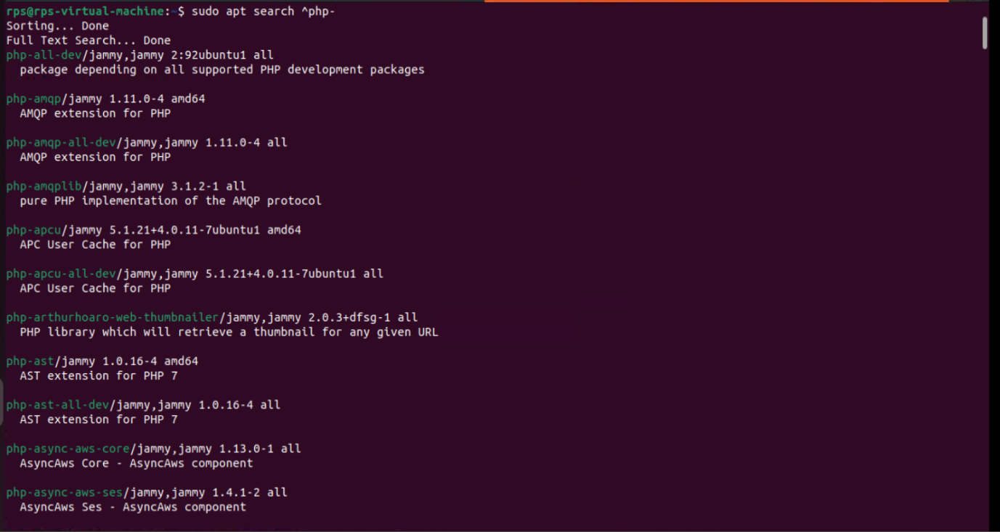 rps@rps-virtual-machine:~$ sudo apt search ^php-
Sorting... Done
Full Text Search... Done
php-all-dev/jammy,jammy 2:92ubuntu1 all
  package depending on all supported PHP development packages

php-amqp/jammy 1.11.0-4 amd64
  AMQP extension for PHP

php-amqp-all-dev/jammy,jammy 1.11.0-4 all
  AMQP extension for PHP

php-amqplib/jammy,jammy 3.1.2-1 all
  pure PHP implementation of the AMQP protocol

php-apcu/jammy 5.1.21+4.0.11-7ubuntu1 amd64
  APC User Cache for PHP

php-apcu-all-dev/jammy,jammy 5.1.21+4.0.11-7ubuntu1 all
  APC User Cache for PHP

php-arthurhoaro-web-thumbnailer/jammy,jammy 2.0.3+dfsg-1 all
  PHP library which will retrieve a thumbnail for any given URL

php-ast/jammy 1.0.16-4 amd64
  AST extension for PHP 7

php-ast-all-dev/jammy,jammy 1.0.16-4 all
  AST extension for PHP 7

php-async-aws-core/jammy,jammy 1.13.0-1 all
  AsyncAws Core - AsyncAws component

php-async-aws-ses/jammy,jammy 1.4.1-2 all
  AsyncAws Ses - AsyncAws component